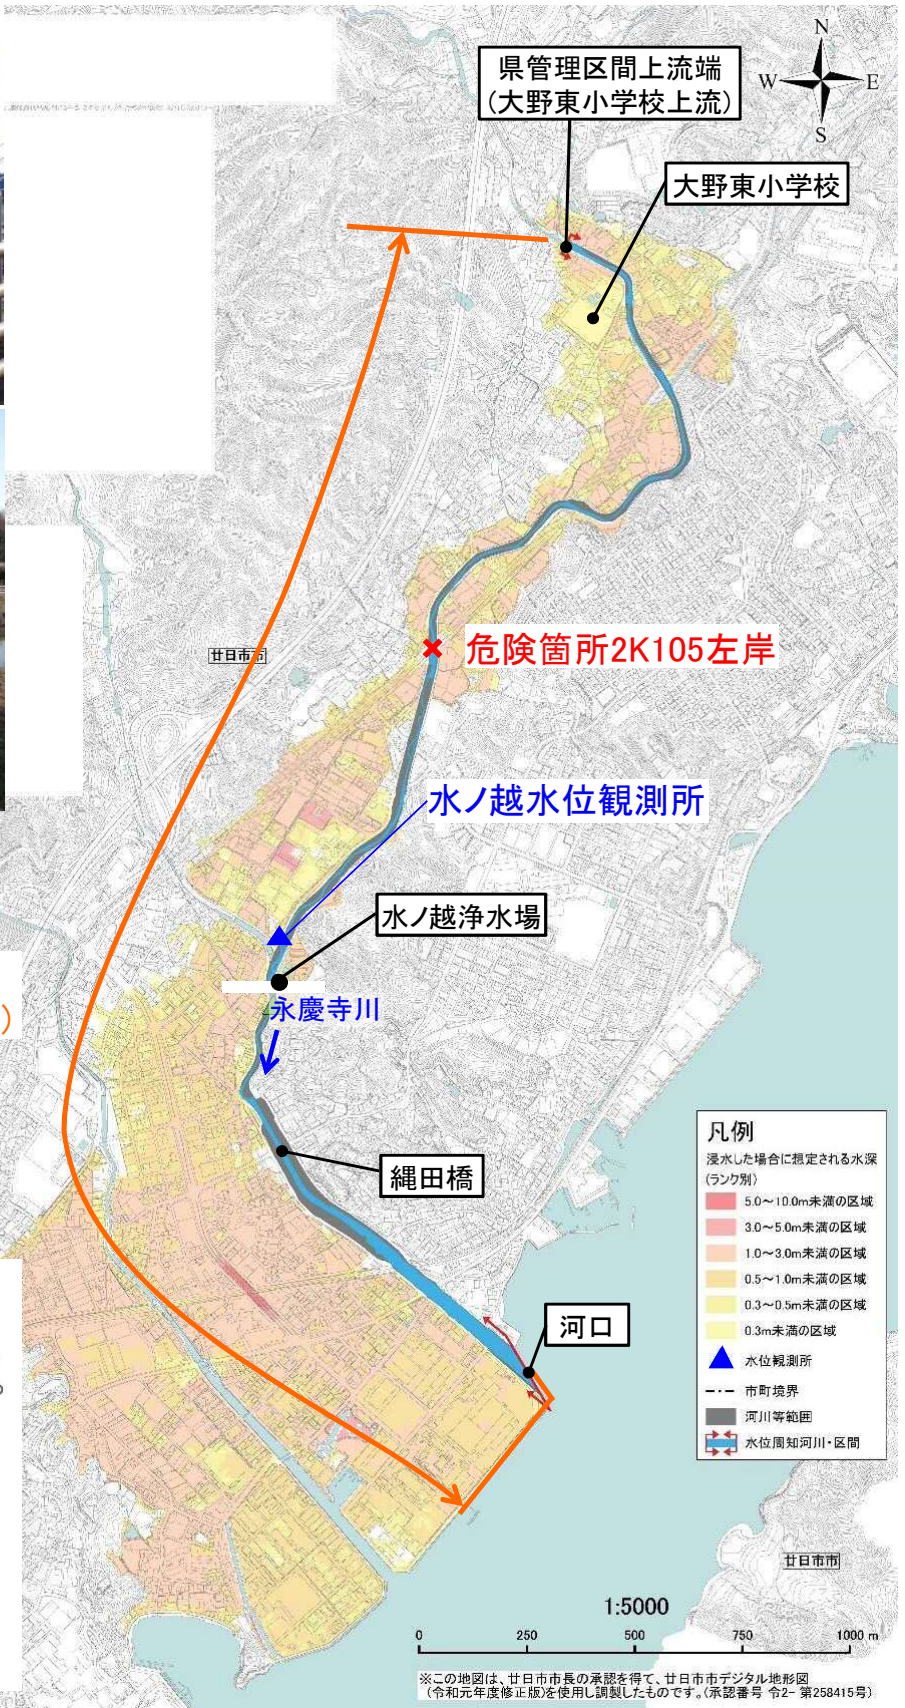 N
W E
S
県管理区間上流端
(大野東小学校上流)
大野東小学校
廿日市市
危険箇所2K105左岸
水ノ越水位観測所
水ノ越浄水場
)
永慶寺川
縄田橋
河口
凡例
浸水した場合に想定される水深
(ランク別)
5.0～10.0m未満の区域
3.0～5.0m未満の区域
1.0～3.0m未満の区域
0.5～1.0m未満の区域
0.3～0.5m未満の区域
0.3m未満の区域
水位観測所
市町境界
河川等範囲
水位周知河川・区間
。
廿日市市
1:5000
0 250 500 750 1000 m
※この地図は、廿日市市長の承認を得て、廿日市市デジタル地形図
(令和元年度修正版)を使用し調製したものです。(承認番号 令2- 第258415号)